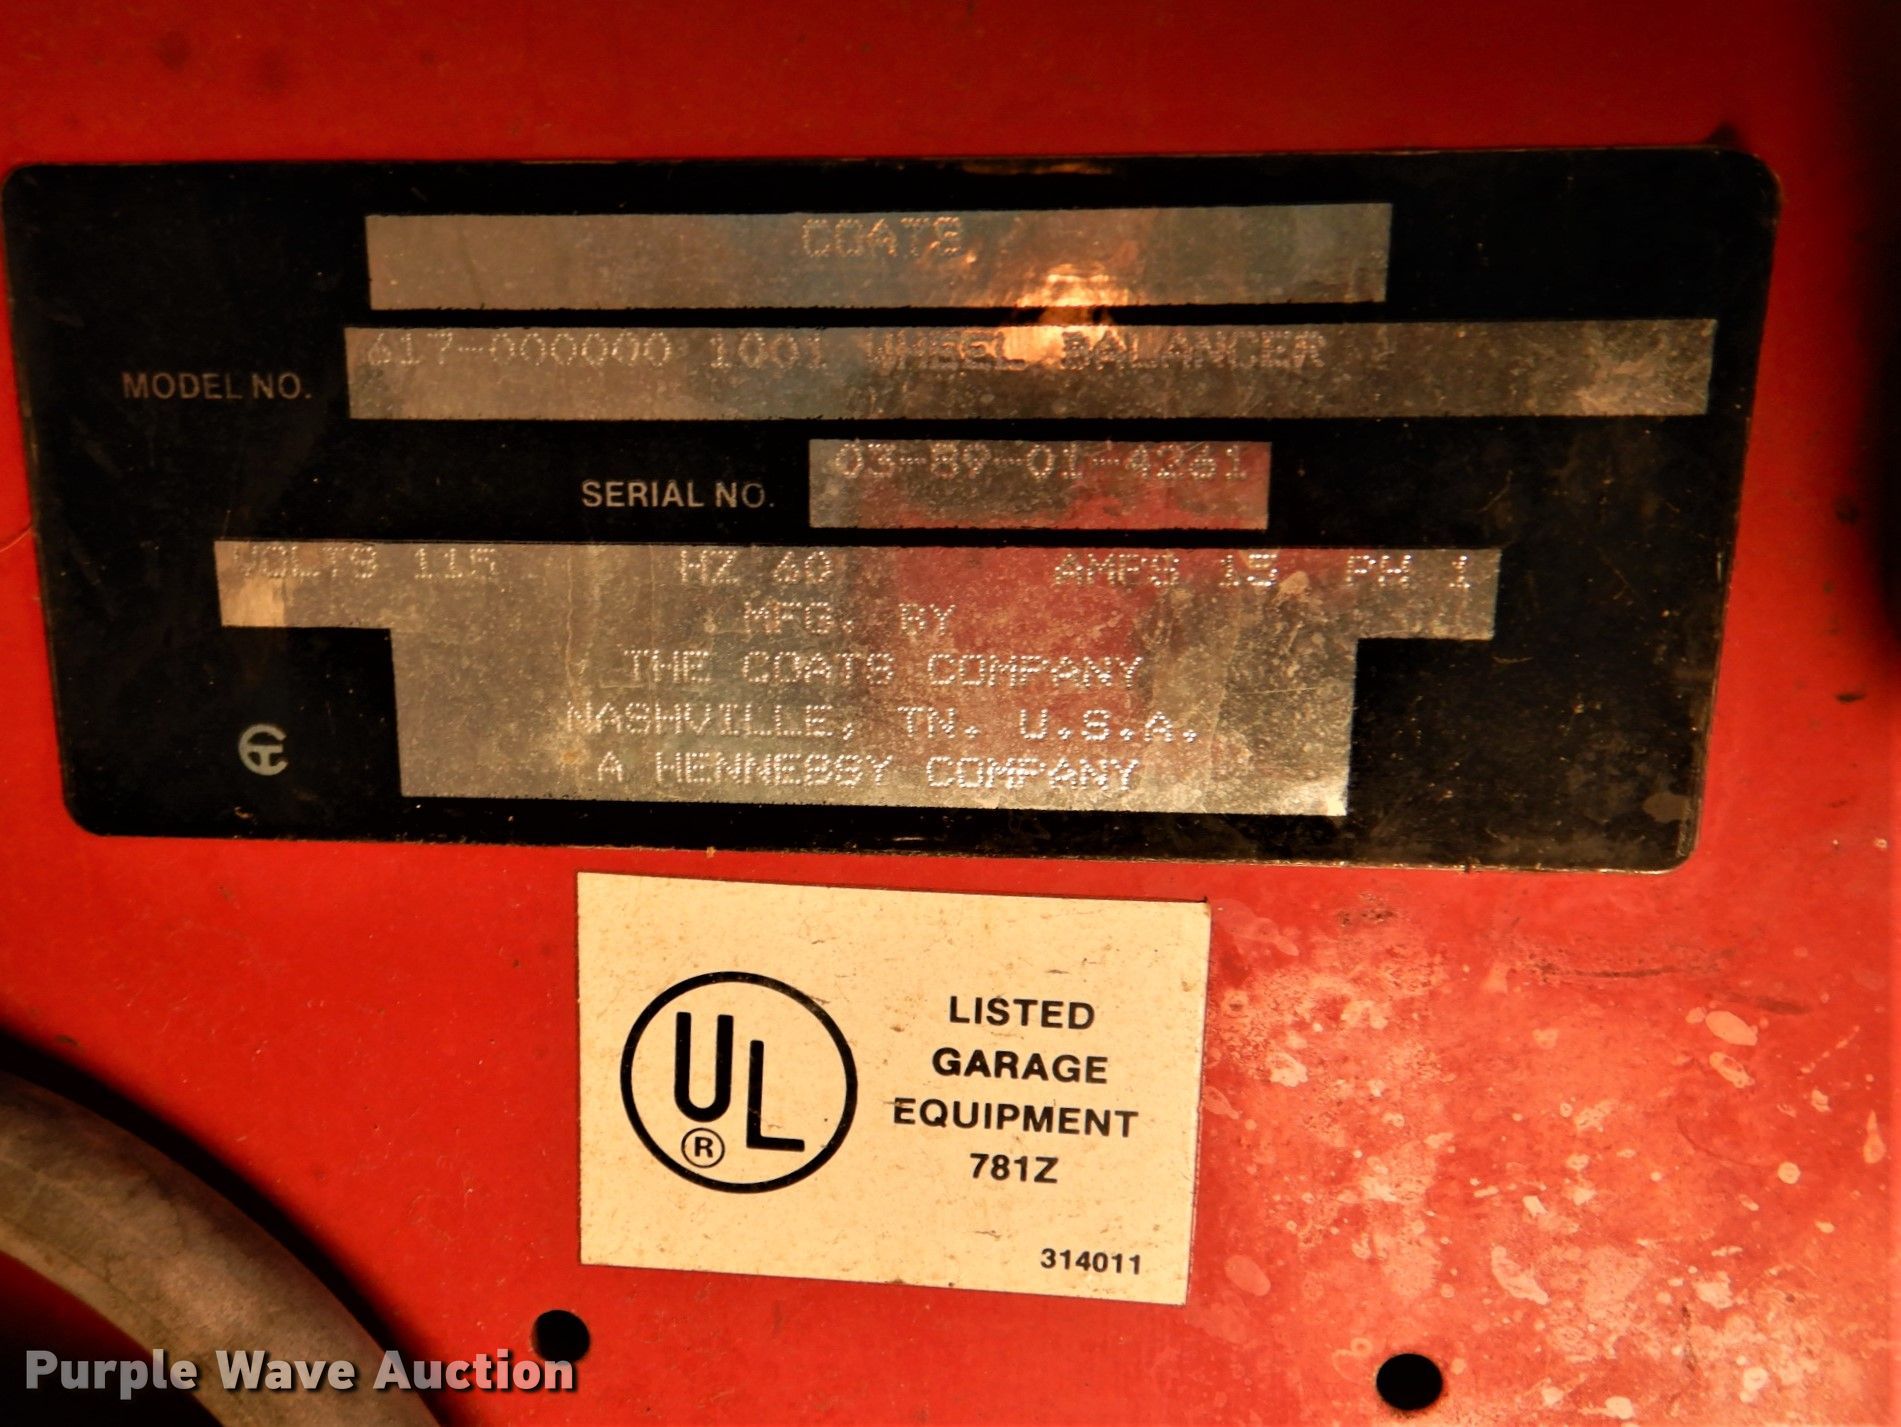 COATS
MODEL NO. 617-000000 1001 WHEEL BALANCER
SERIAL NO. 03-89-01-4261
VOLTS 115 HZ 60 AMPS 15 PH 1
MFG. BY
THE COATS COMPANY
NASHVILLE, TN. U.S.A.
A HENNESSY COMPANY
UL
®
LISTED
GARAGE
EQUIPMENT
781Z
314011
Purple Wave Auction